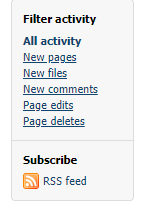 Filter activity
All activity
New pages
New files
New comments
Page edits
Page deletes
Subscribe
RSS feed